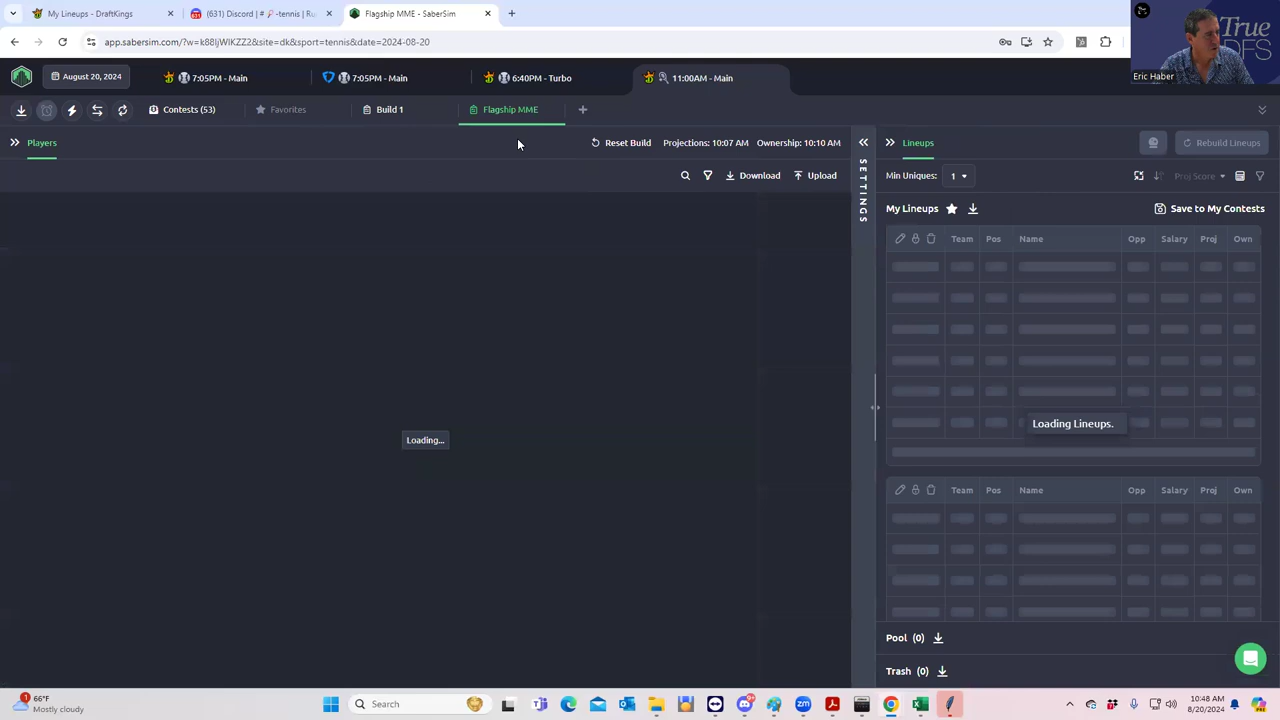 My Lineups - DraftKings
(631) Discord | # 🎾-tennis | Ru
Flagship MME - SaberSim
app.sabersim.com/?w=k88IjWIKZZ2&site=dk&sport=tennis&date=2024-08-20
True
DFS
Eric Haber
August 20, 2024
7:05PM - Main
7:05PM - Main
6:40PM - Turbo
11:00AM - Main
Contests (53)
Favorites
Build 1
Flagship MME
Players
Reset Build
Projections: 10:07 AM
Ownership: 10:10 AM
Download
Upload
SETTINGS
Lineups
Rebuild Lineups
Min Uniques:
1
Proj Score
My Lineups
Save to My Contests
Team Pos Name Opp Salary Proj Own
Loading...
Loading Lineups.
Team Pos Name Opp Salary Proj Own
Pool (0)
Trash (0)
1
66°F
Mostly cloudy
Search
9+
zm
10:48 AM
8/20/2024